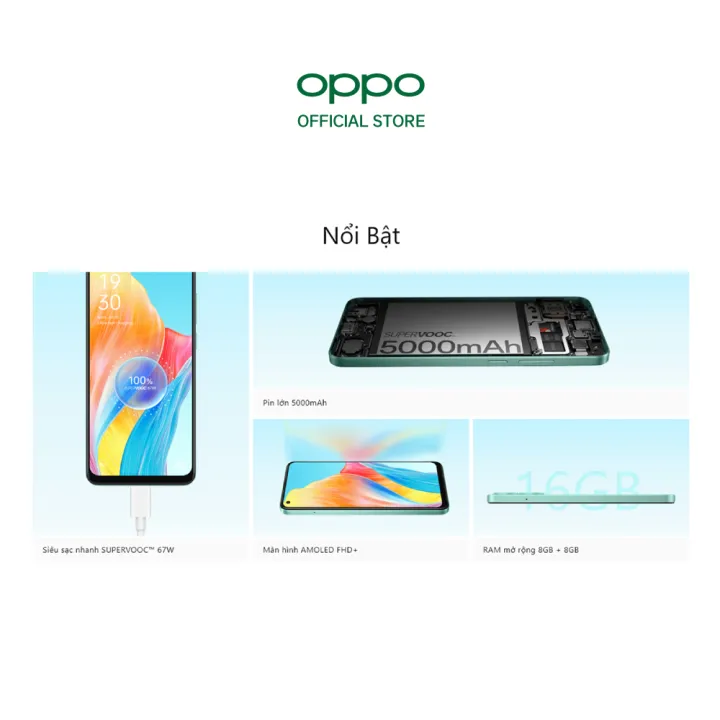 oppo
OFFICIAL STORE
Nổi Bật
19
30
100%
SUPERVOOC
5000mAh
Pin lớn 5000mAh
16GB
Siêu sạc nhanh SUPERVOOC™ 67W
Màn hình AMOLED FHD+
RAM mở rộng 8GB + 8GB